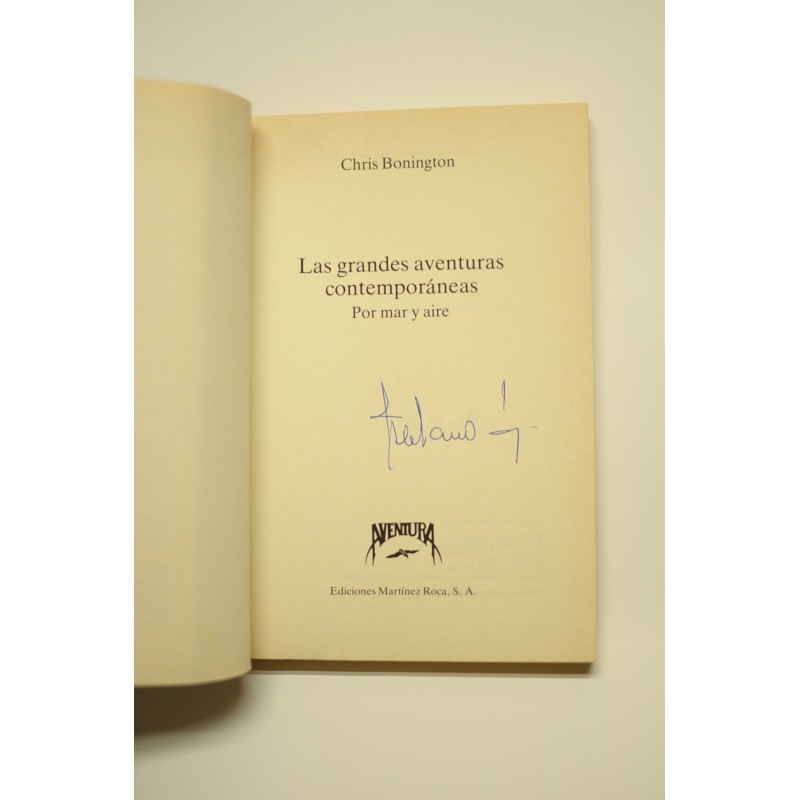 Chris Bonington
Las grandes aventuras
contemporáneas
Por mar y aire
AVENTURA
Ediciones Martínez Roca, S. A.